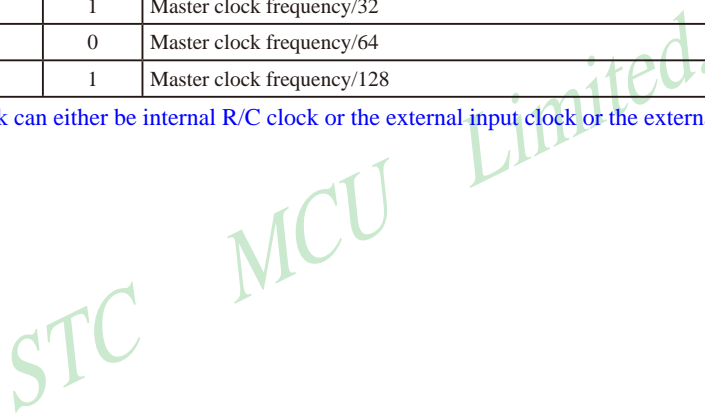 1 Master clock frequency/32
0 Master clock frequency/64
1 Master clock frequency/128
can either be internal R/C clock or the external input clock or the
STC MCU Limited.